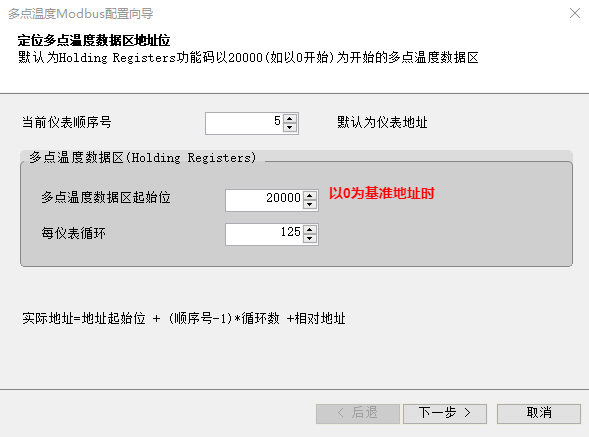 多点温度Modbus配置向导
定位多点温度数据区地址位
默认为Holding Registers功能码以20000(如以0开始)为开始的多点温度数据区
当前仪表顺序号 5 默认为仪表地址
多点温度数据区(Holding Registers)
多点温度数据区起始位 20000 以0为基准地址时
每仪表循环 125
实际地址=地址起始位 + (顺序号-1)*循环数 +相对地址
< 后退 下一步 > 取消